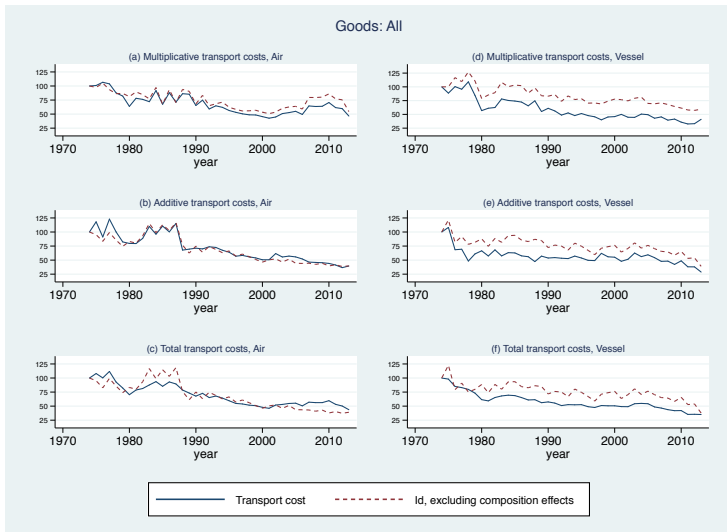 Goods: All
(a) Multiplicative transport costs, Air
125
100
75
50
25
1970 1980 1990 2000 2010
year
(d) Multiplicative transport costs, Vessel
125
100
75
50
25
1970 1980 1990 2000 2010
year
(b) Additive transport costs, Air
125
100
75
50
25
1970 1980 1990 2000 2010
year
(e) Additive transport costs, Vessel
125
100
75
50
25
1970 1980 1990 2000 2010
year
(c) Total transport costs, Air
125
100
75
50
25
1970 1980 1990 2000 2010
year
(f) Total transport costs, Vessel
125
100
75
50
25
1970 1980 1990 2000 2010
year
Transport cost Id, excluding composition effects